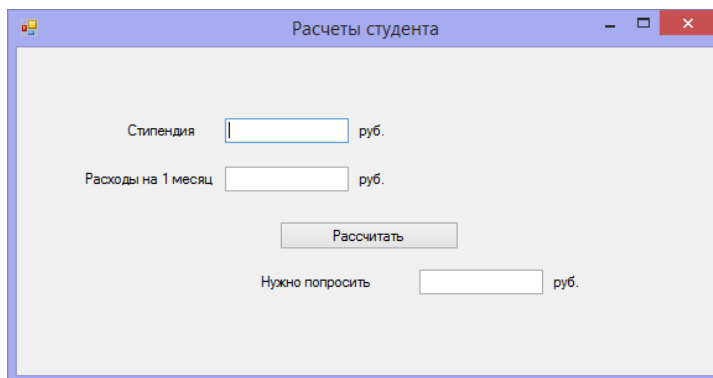 Расчеты студента
Стипендия руб.
Расходы на 1 месяц руб.
Рассчитать
Нужно попросить руб.